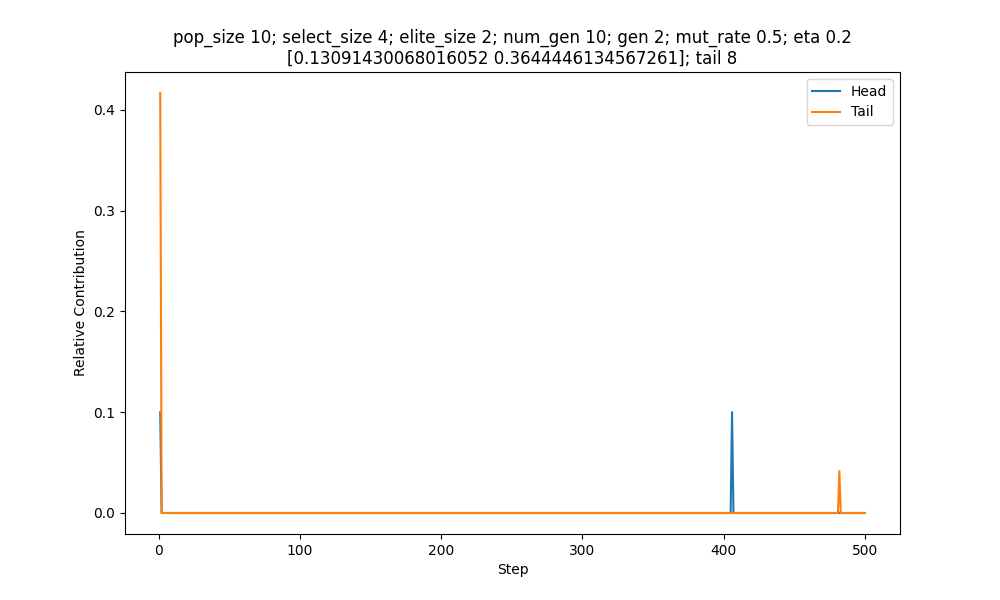 pop_size 10; select_size 4; elite_size 2; num_gen 10; gen 2; mut_rate 0.5; eta 0.2
[0.13091430068016052 0.3644446134567261]; tail 8
Head
Tail
0.4
0.3
0.2
0.1
0.0
Relative Contribution
0
100
200
300
400
500
Step